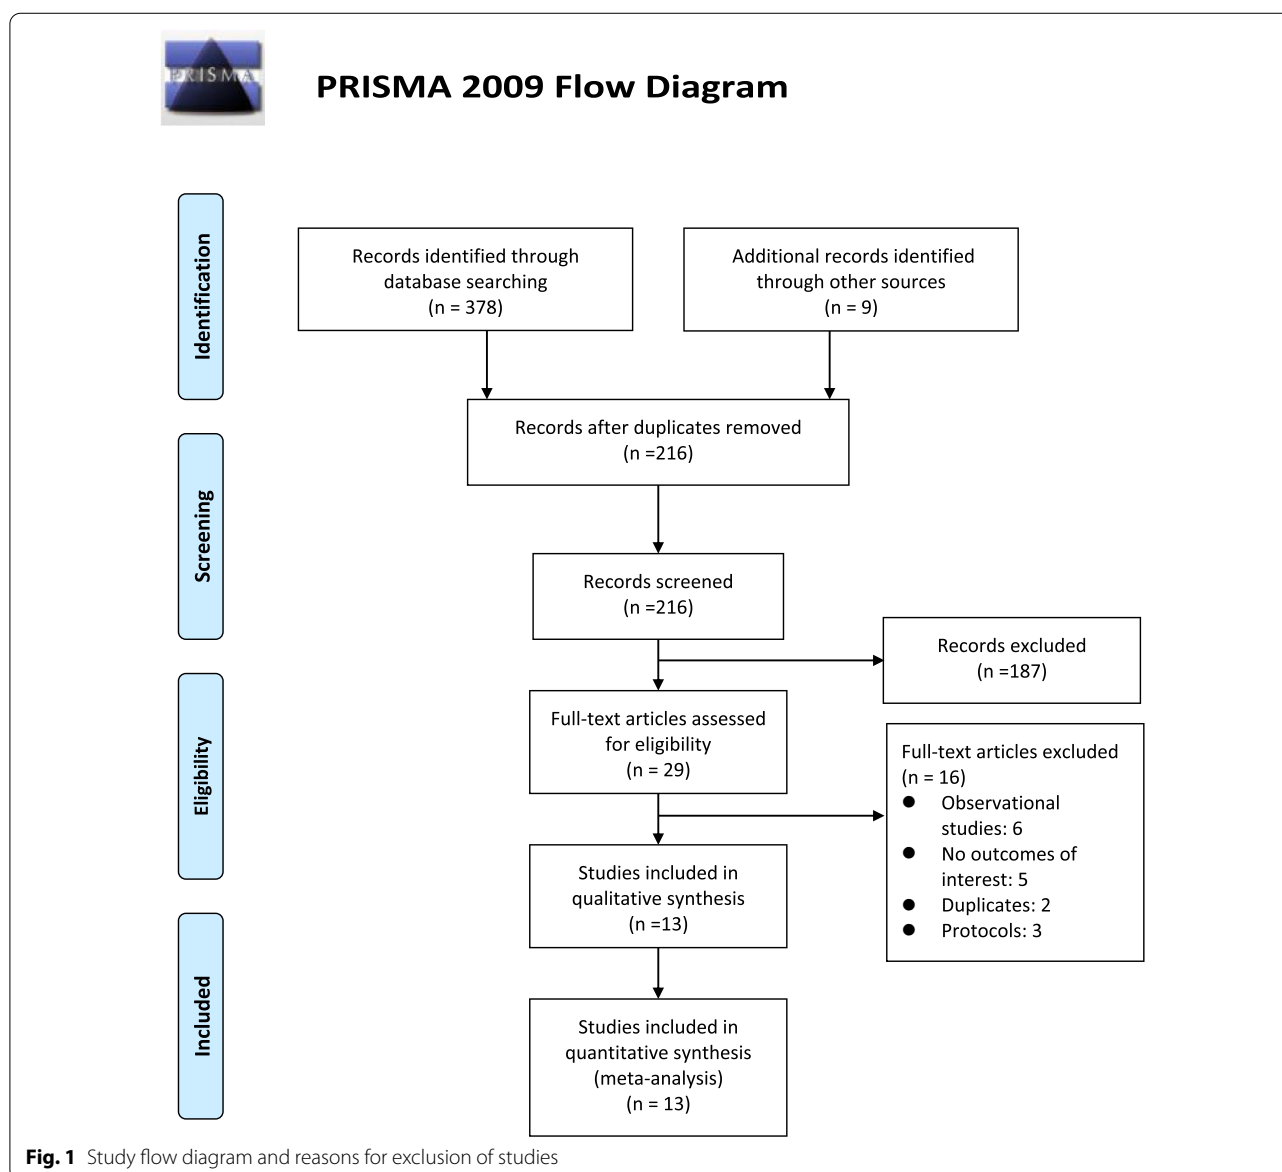 PRISMA
PRISMA 2009 Flow Diagram
Identification
Records identified through
database searching
(n = 378)
Additional records identified
through other sources
(n = 9)
Records after duplicates removed
(n =216)
Screening
Records screened
(n =216)
Records excluded
(n =187)
Eligibility
Full-text articles assessed
for eligibility
(n = 29)
Full-text articles excluded
(n = 16)
● Observational
studies: 6
● No outcomes of
interest: 5
● Duplicates: 2
● Protocols: 3
Studies included in
qualitative synthesis
(n =13)
Included
Studies included in
quantitative synthesis
(meta-analysis)
(n = 13)
Fig. 1 Study flow diagram and reasons for exclusion of studies